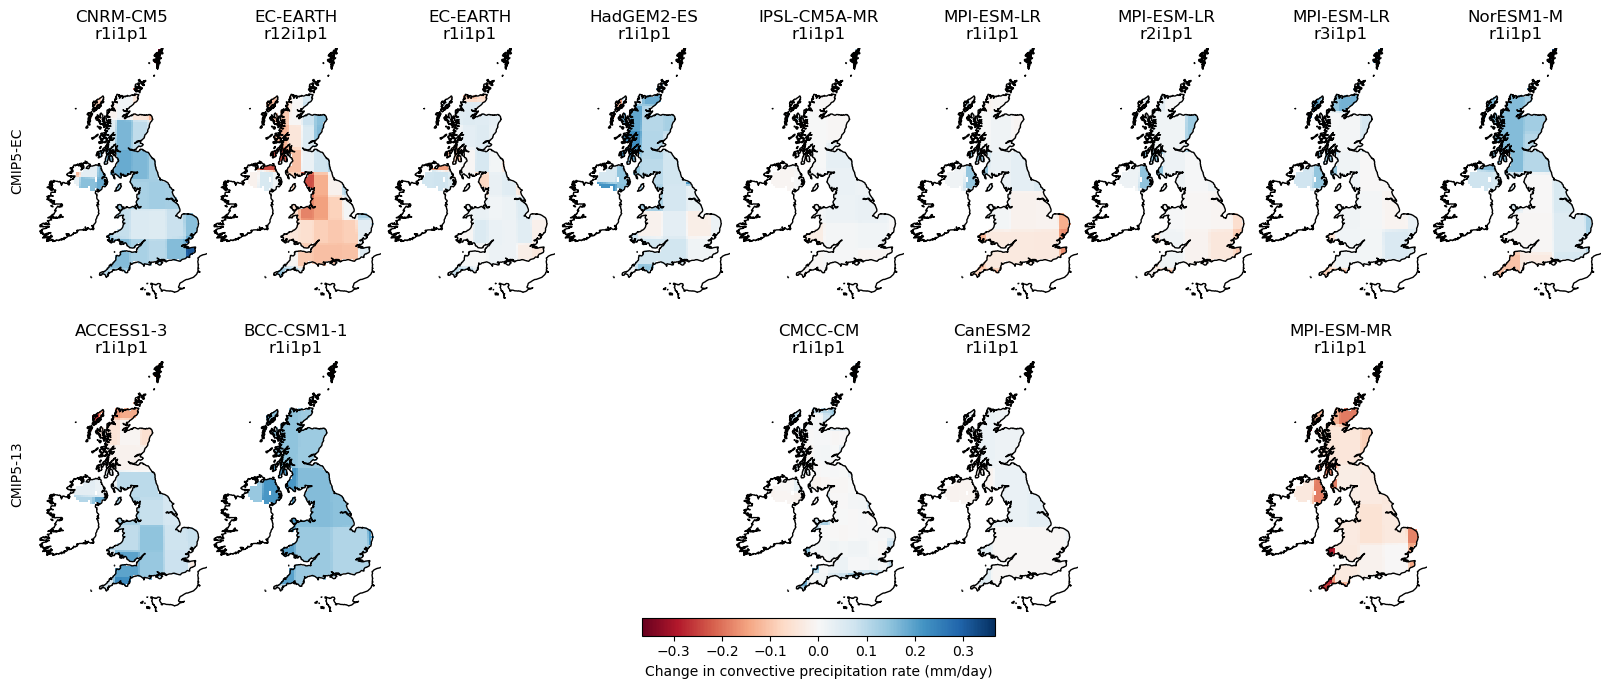 CNRM-CM5
r1i1p1
EC-EARTH
r12i1p1
EC-EARTH
r1i1p1
HadGEM2-ES
r1i1p1
IPSL-CM5A-MR
r1i1p1
MPI-ESM-LR
r1i1p1
MPI-ESM-LR
r2i1p1
MPI-ESM-LR
r3i1p1
NorESM1-M
r1i1p1
CMIP5-EC
ACCESS1-3
r1i1p1
BCC-CSM1-1
r1i1p1
CMCC-CM
r1i1p1
CanESM2
r1i1p1
MPI-ESM-MR
r1i1p1
CMIP5-13
−0.3 −0.2 −0.1 0.0 0.1 0.2 0.3
Change in convective precipitation rate (mm/day)